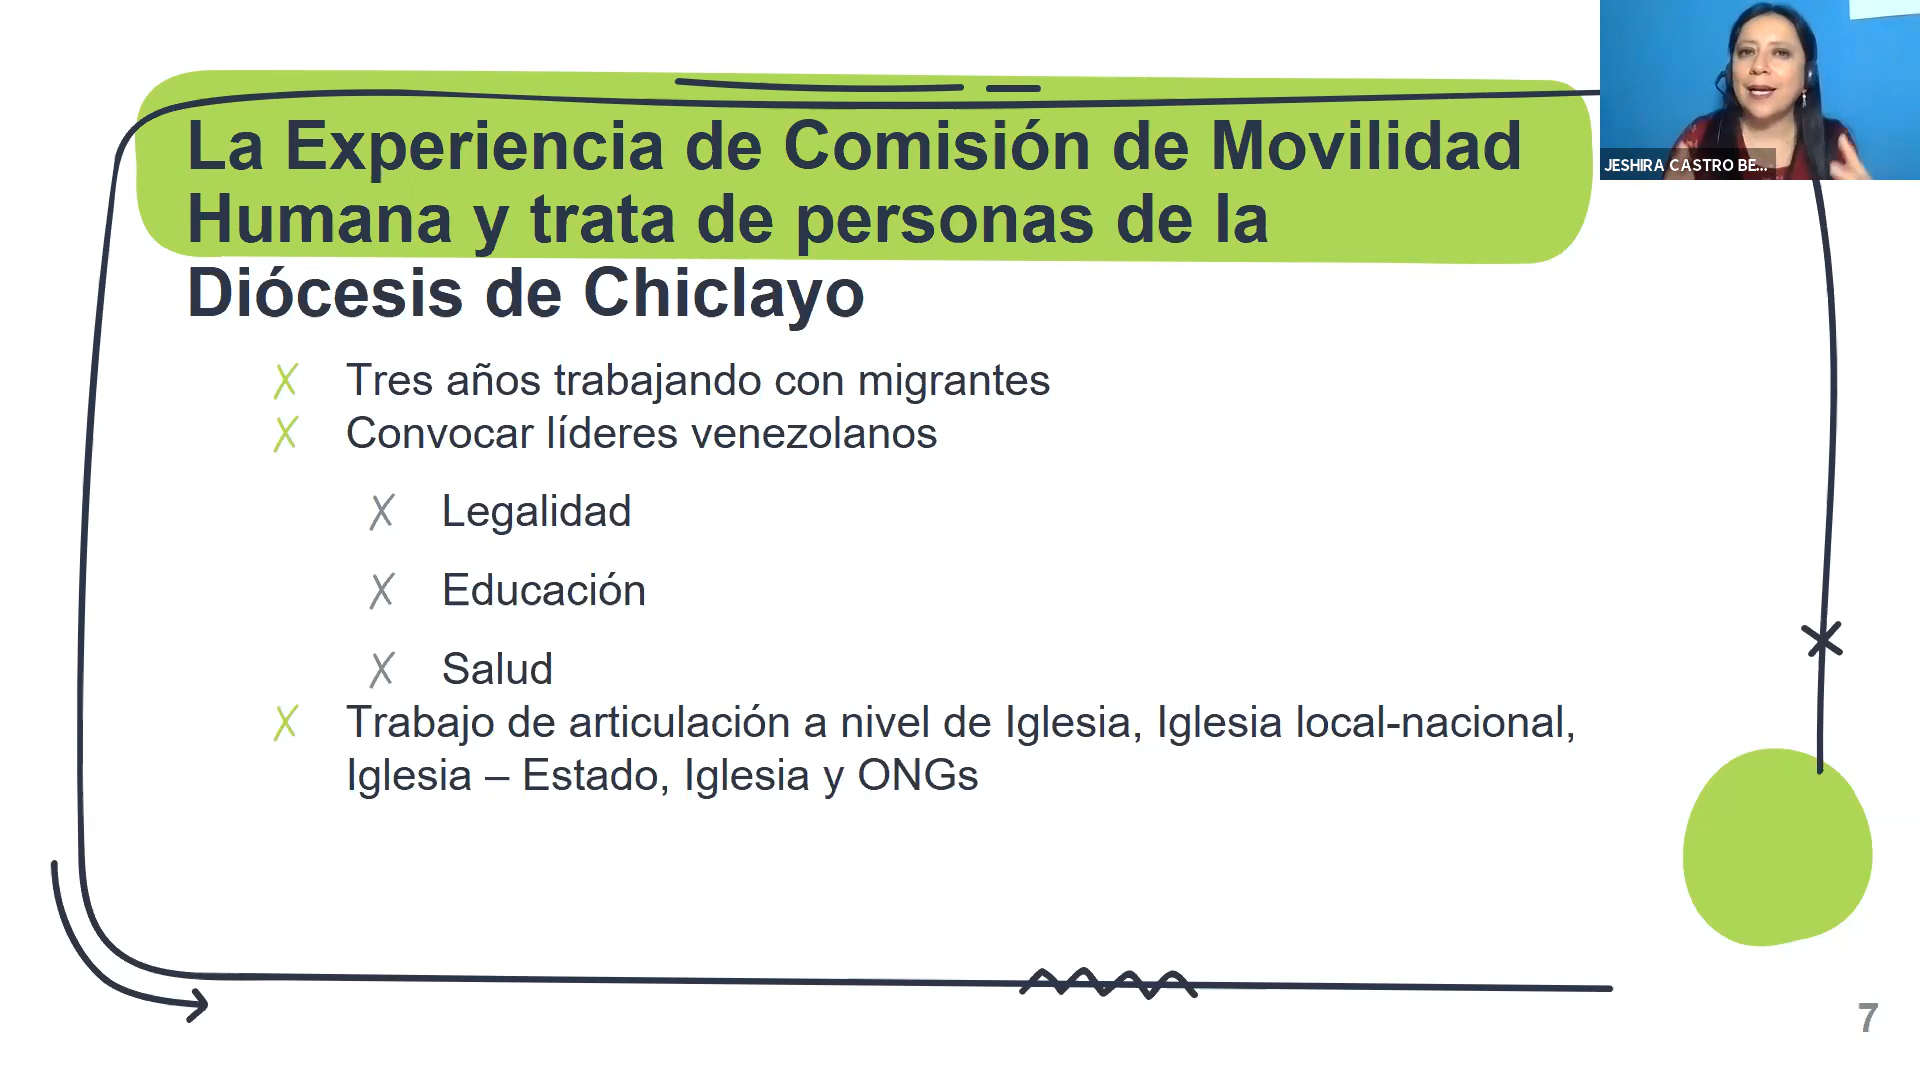 La Experiencia de Comisión de Movilidad
Humana y trata de personas de la
Diócesis de Chiclayo
Tres años trabajando con migrantes
Convocar líderes venezolanos
Legalidad
Educación
Salud
Trabajo de articulación a nivel de Iglesia, Iglesia local-nacional,
Iglesia – Estado, Iglesia y ONGs
JESHIRA CASTRO BE...
7